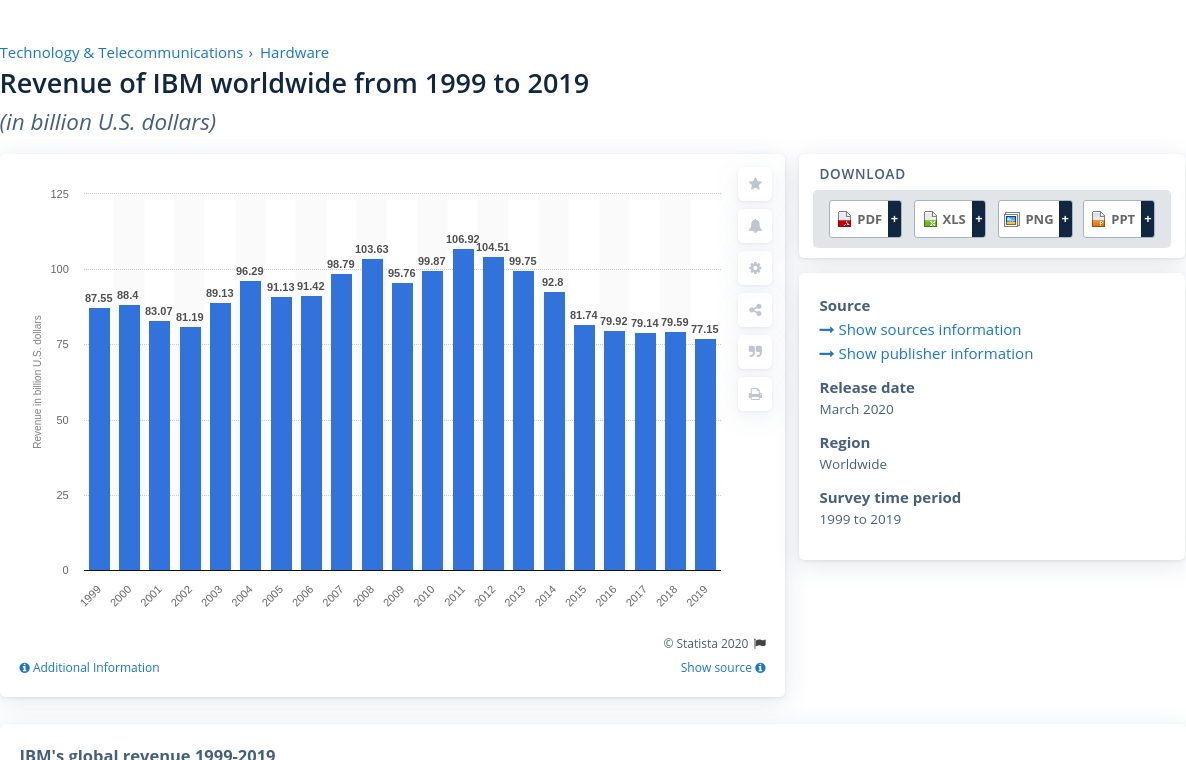 Technology & Telecommunications › Hardware
Revenue of IBM worldwide from 1999 to 2019
(in billion U.S. dollars)
DOWNLOAD
PDF + XLS + PNG + PPT +
Source
Show sources information
Show publisher information
Release date
March 2020
Region
Worldwide
Survey time period
1999 to 2019
Revenue in billion U.S. dollars
125
100
75
50
25
0
87.55 88.4 83.07 81.19 89.13 96.29 91.13 91.42 98.79 103.63 95.76 99.87 106.92 104.51 99.75 92.8 81.74 79.92 79.14 79.59 77.15
1999 2000 2001 2002 2003 2004 2005 2006 2007 2008 2009 2010 2011 2012 2013 2014 2015 2016 2017 2018 2019
© Statista 2020
Additional Information
Show source
IBM's global revenue 1999-2019